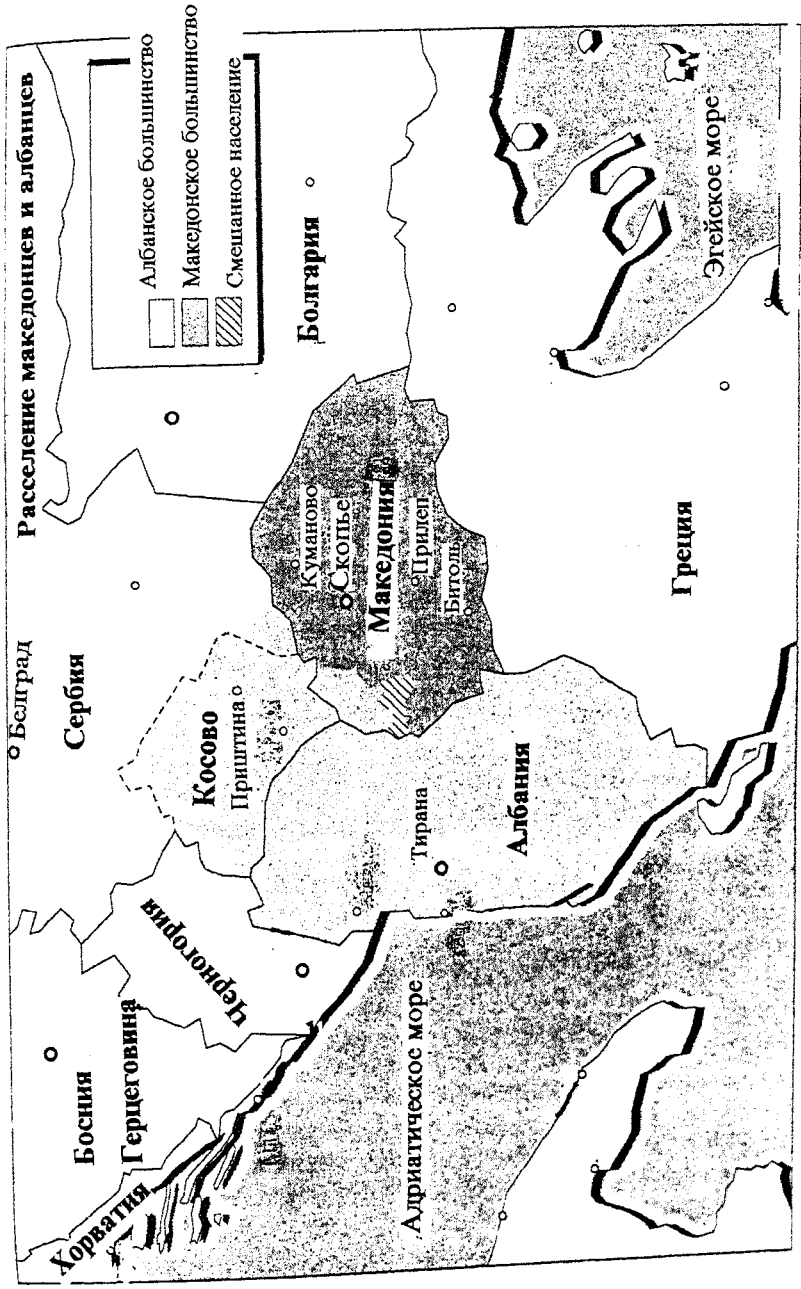 Расселение македонцев и албанцев
Албанское большинство
Македонское большинство
Смешанное население
Белград
Сербия
Босния
Герцеговина
Хорватия
Черногория
Косово
Приштина
Болгария
Куманово
Скопье
Македония
Прилеп
Битоль
Тирана
Албания
Греция
Адриатическое море
Эгейское море